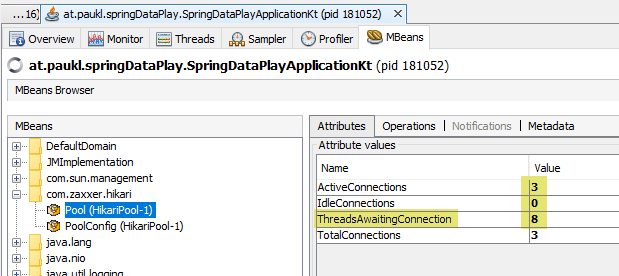 ...16)
at.paukl.springDataPlay.SpringDataPlayApplicationKt (pid 181052)
Overview Monitor Threads Sampler Profiler MBeans
at.paukl.springDataPlay.SpringDataPlayApplicationKt (pid 181052)
MBeans Browser
MBeans
DefaultDomain
JMImplementation
com.sun.management
com.zaxxer.hikari
Pool (HikariPool-1)
PoolConfig (HikariPool-1)
java.lang
java.nio
java.util.logging
Attributes Operations Notifications Metadata
Attribute values
Name Value
ActiveConnections 3
IdleConnections 0
ThreadsAwaitingConnection 8
TotalConnections 3